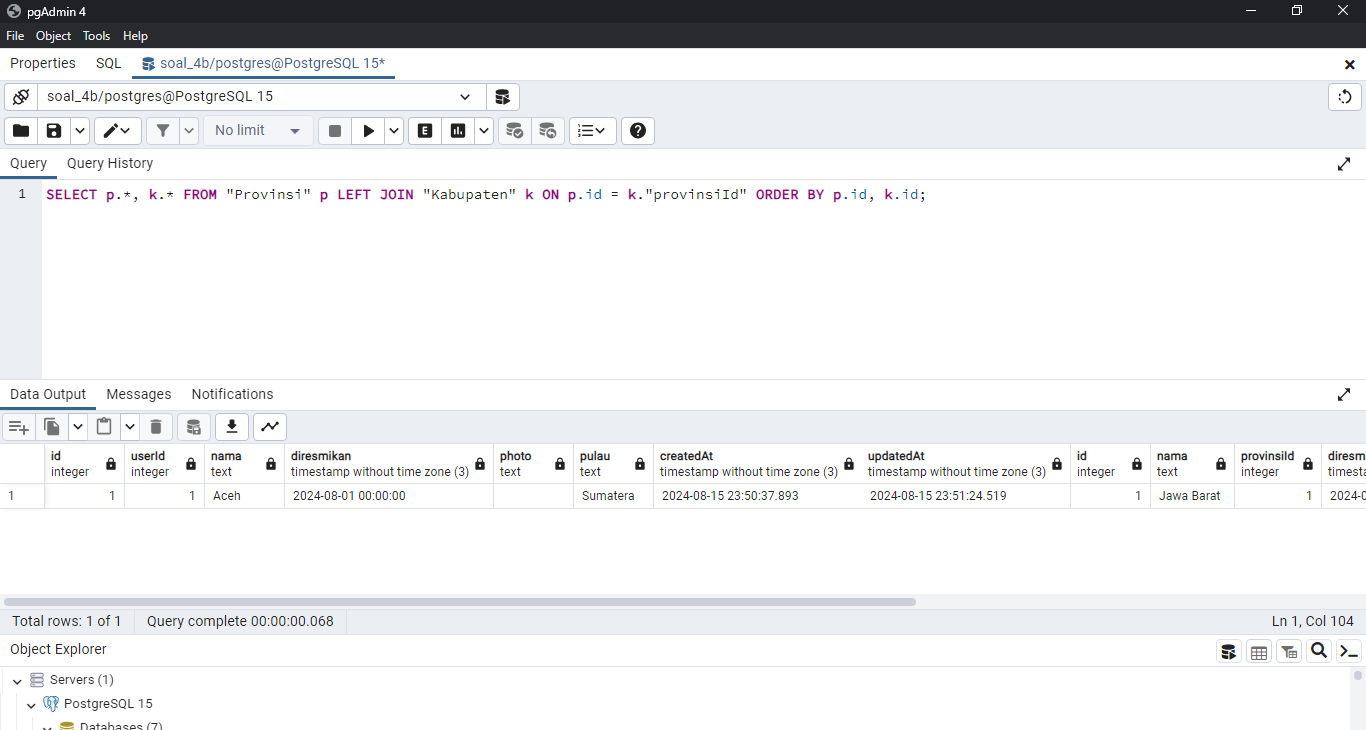 pgAdmin 4
File Object Tools Help
Properties SQL soal_4b/postgres@PostgreSQL 15*
soal_4b/postgres@PostgreSQL 15
No limit E
Query Query History
1 SELECT p.*, k.* FROM "Provinsi" p LEFT JOIN "Kabupaten" k ON p.id = k."provinsiId" ORDER BY p.id, k.id;
Data Output Messages Notifications
id userId nama diresmikan photo pulau createdAt updatedAt id nama provinsiId diresm
integer integer text timestamp without time zone (3) text text timestamp without time zone (3) timestamp without time zone (3) integer text integer timesta
1 1 1 Aceh 2024-08-01 00:00:00 Sumatera 2024-08-15 23:50:37.893 2024-08-15 23:51:24.519 1 Jawa Barat 1 2024-0
Total rows: 1 of 1 Query complete 00:00:00.068 Ln 1, Col 104
Object Explorer
Servers (1)
PostgreSQL 15
Databases (7)